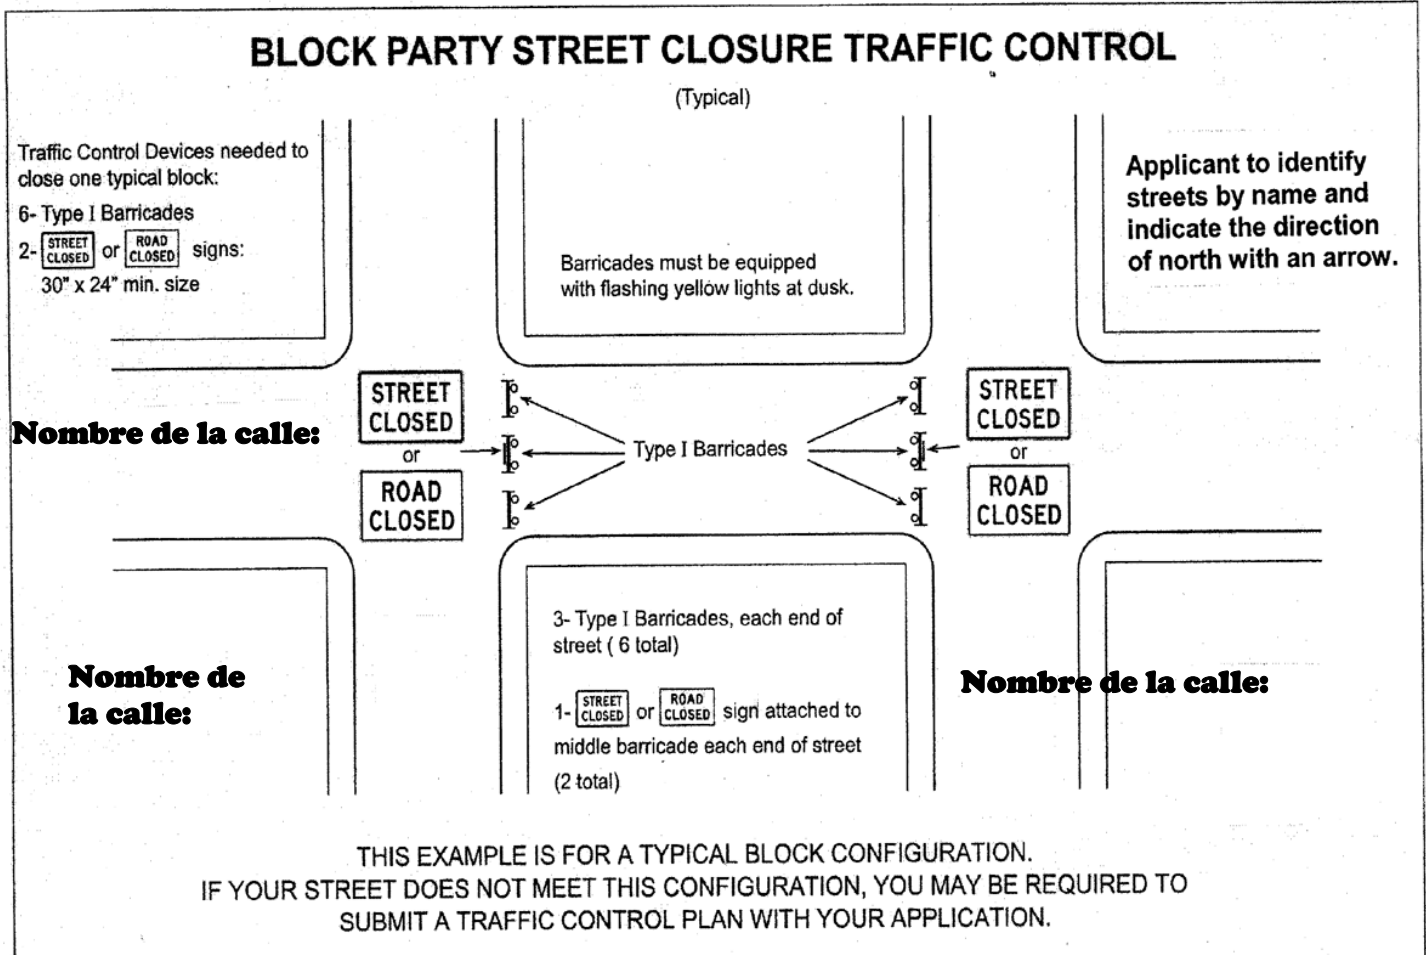 BLOCK PARTY STREET CLOSURE TRAFFIC CONTROL
(Typical)
Traffic Control Devices needed to
close one typical block:
6- Type I Barricades
2- STREET CLOSED or ROAD CLOSED signs:
30" x 24" min. size
Barricades must be equipped
with flashing yellow lights at dusk.
Applicant to identify
streets by name and
indicate the direction
of north with an arrow.
Nombre de la calle:
STREET
CLOSED
or
ROAD
CLOSED
Type I Barricades
STREET
CLOSED
or
ROAD
CLOSED
Nombre de
la calle:
3- Type I Barricades, each end of
street ( 6 total)
1- STREET CLOSED or ROAD CLOSED sign attached to
middle barricade each end of street
(2 total)
Nombre de la calle:
THIS EXAMPLE IS FOR A TYPICAL BLOCK CONFIGURATION.
IF YOUR STREET DOES NOT MEET THIS CONFIGURATION, YOU MAY BE REQUIRED TO
SUBMIT A TRAFFIC CONTROL PLAN WITH YOUR APPLICATION.